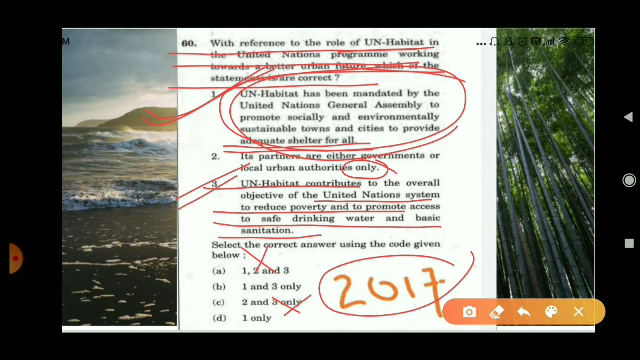 M
60. With reference to the role of UN-Habitat in
the United Nations programme working
towards a better urban future, which of the
statements is/are correct ?
1. UN-Habitat has been mandated by the
United Nations General Assembly to
promote socially and environmentally
sustainable towns and cities to provide
adequate shelter for all.
2. Its partners are either governments or
local urban authorities only.
3. UN-Habitat contributes to the overall
objective of the United Nations system
to reduce poverty and to promote access
to safe drinking water and basic
sanitation.
Select the correct answer using the code given
below :
(a) 1, 2 and 3
(b) 1 and 3 only
(c) 2 and 3 only
(d) 1 only
2017